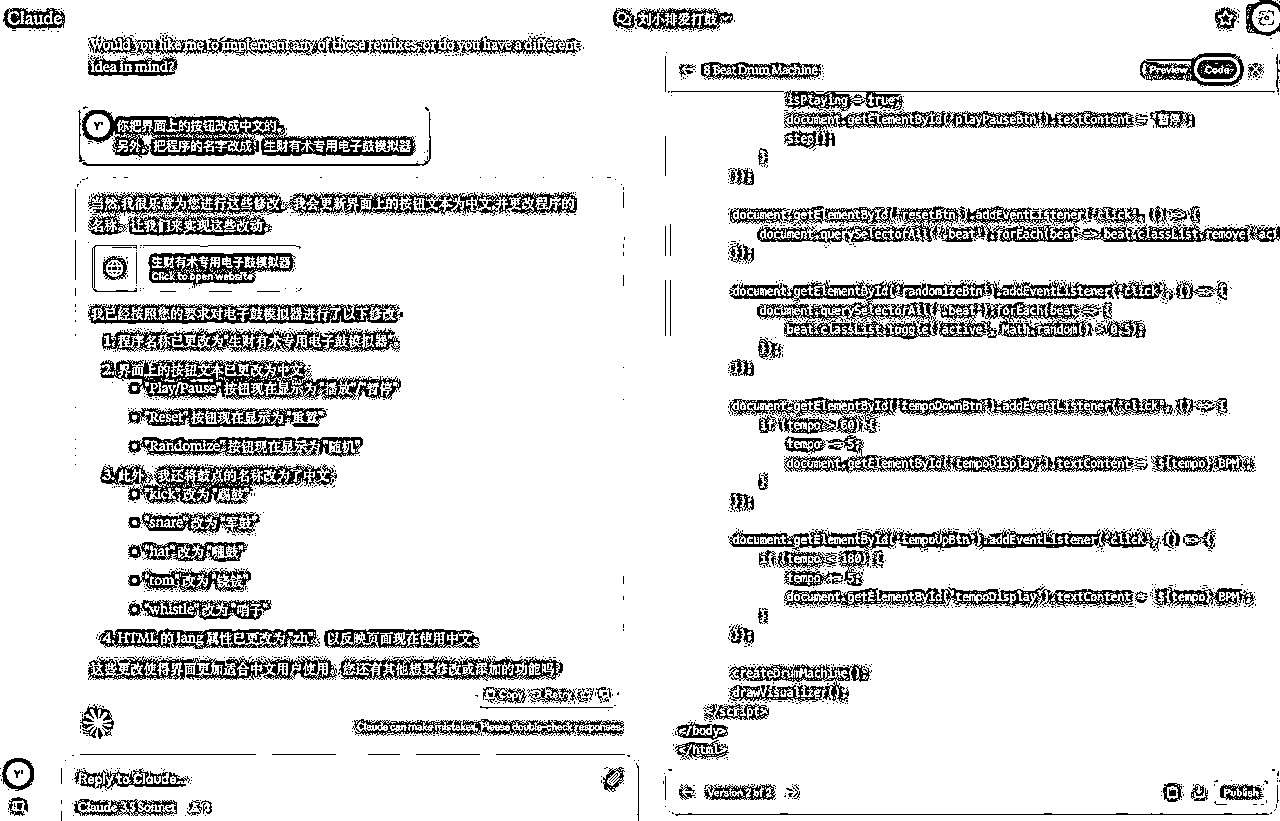 Claude
刘小排爱打鼓
Would you like me to implement any of these remixes, or do you have a different
idea in mind?
你把界面上的按钮改成中文的。
另外，把程序的名字改成「生财有术专用电子鼓模拟器
当然,我很乐意为您进行这些修改。我会更新界面上的按钮文本为中文,并更改程序的
名称。让我们来实现这些改动。
生财有术专用电子鼓模拟器
Click to open website
我已经按照您的要求对电子鼓模拟器进行了以下修改:
1. 程序名称已更改为"生财有术专用电子鼓模拟器"。
2. 界面上的按钮文本已更改为中文:
"Play/Pause" 按钮现在显示为 "播放"/"暂停"
"Reset" 按钮现在显示为 "重置"
"Randomize" 按钮现在显示为 "随机"
3. 此外，我还将鼓点的名称改为了中文:
"kick" 改为
"snare" 改为 "军鼓"
"hat" 改为
"tom" 改为
"whistle" 改为 "哨子"
4. HTML 的 lang 属性已更改为 "zh"，以反映页面现在使用中文。
这些更改使得界面更加适合中文用户使用。您还有其他想要修改或添加的功能吗?
Copy Retry
Claude can make mistakes. Please double-check responses.
Reply to Claude...
Claude 3.5 Sonnet
8 Beat Drum Machine
Preview Code
isPlaying = true;
document.getElementById('playPauseBtn').textContent = '暂停';
step();
}
});
document.getElementById('resetBtn').addEventListener('click', () => {
document.querySelectorAll('.beat').forEach(beat => beat.classList.remove('act
});
document.getElementById('randomizeBtn').addEventListener('click', () => {
document.querySelectorAll('.beat').forEach(beat => {
beat.classList.toggle('active', Math.random() > 0.5);
});
});
document.getElementById('tempoDownBtn').addEventListener('click', () => {
if (tempo > 60) {
tempo -= 5;
document.getElementById('tempoDisplay').textContent = `${tempo} BPM`;
}
});
document.getElementById('tempoUpBtn').addEventListener('click', () => {
if (tempo < 180) {
tempo += 5;
document.getElementById('tempoDisplay').textContent = `${tempo} BPM`;
}
});
createDrumMachine();
drawVisualizer();
</script>
</body>
</html>
Version 2 of 2
Publish